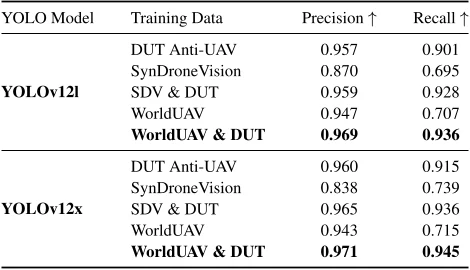 YOLO Model Training Data Precision ↑ Recall ↑
DUT Anti-UAV 0.957 0.901
SynDroneVision 0.870 0.695
YOLOv12l SDV & DUT 0.959 0.928
WorldUAV 0.947 0.707
WorldUAV & DUT 0.969 0.936
DUT Anti-UAV 0.960 0.915
SynDroneVision 0.838 0.739
YOLOv12x SDV & DUT 0.965 0.936
WorldUAV 0.943 0.715
WorldUAV & DUT 0.971 0.945